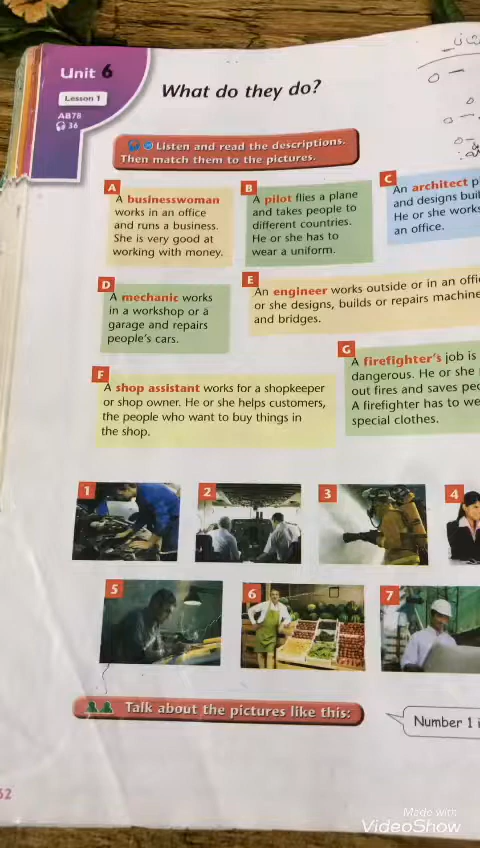 Unit 6
Lesson 1
AB78
36
What do they do?
Listen and read the descriptions.
Then match them to the pictures.
A
A businesswoman
works in an office
and runs a business.
She is very good at
working with money.
B
A pilot flies a plane
and takes people to
different countries.
He or she has to
wear a uniform.
C
An architect
and designs
He or she works
an office.
D
A mechanic works
in a workshop or a
garage and repairs
people's cars.
E
An engineer works outside or in an
or she designs, builds or repairs
and bridges.
F
A shop assistant works for a shopkeeper
or shop owner. He or she helps customers,
the people who want to buy things in
the shop.
G
A firefighter's job is
dangerous. He or she
out fires and saves
A firefighter has to
special clothes.
1
2
3
4
5
6
7
Talk about the pictures like this:
Number 1
62
Made with
VideoShow